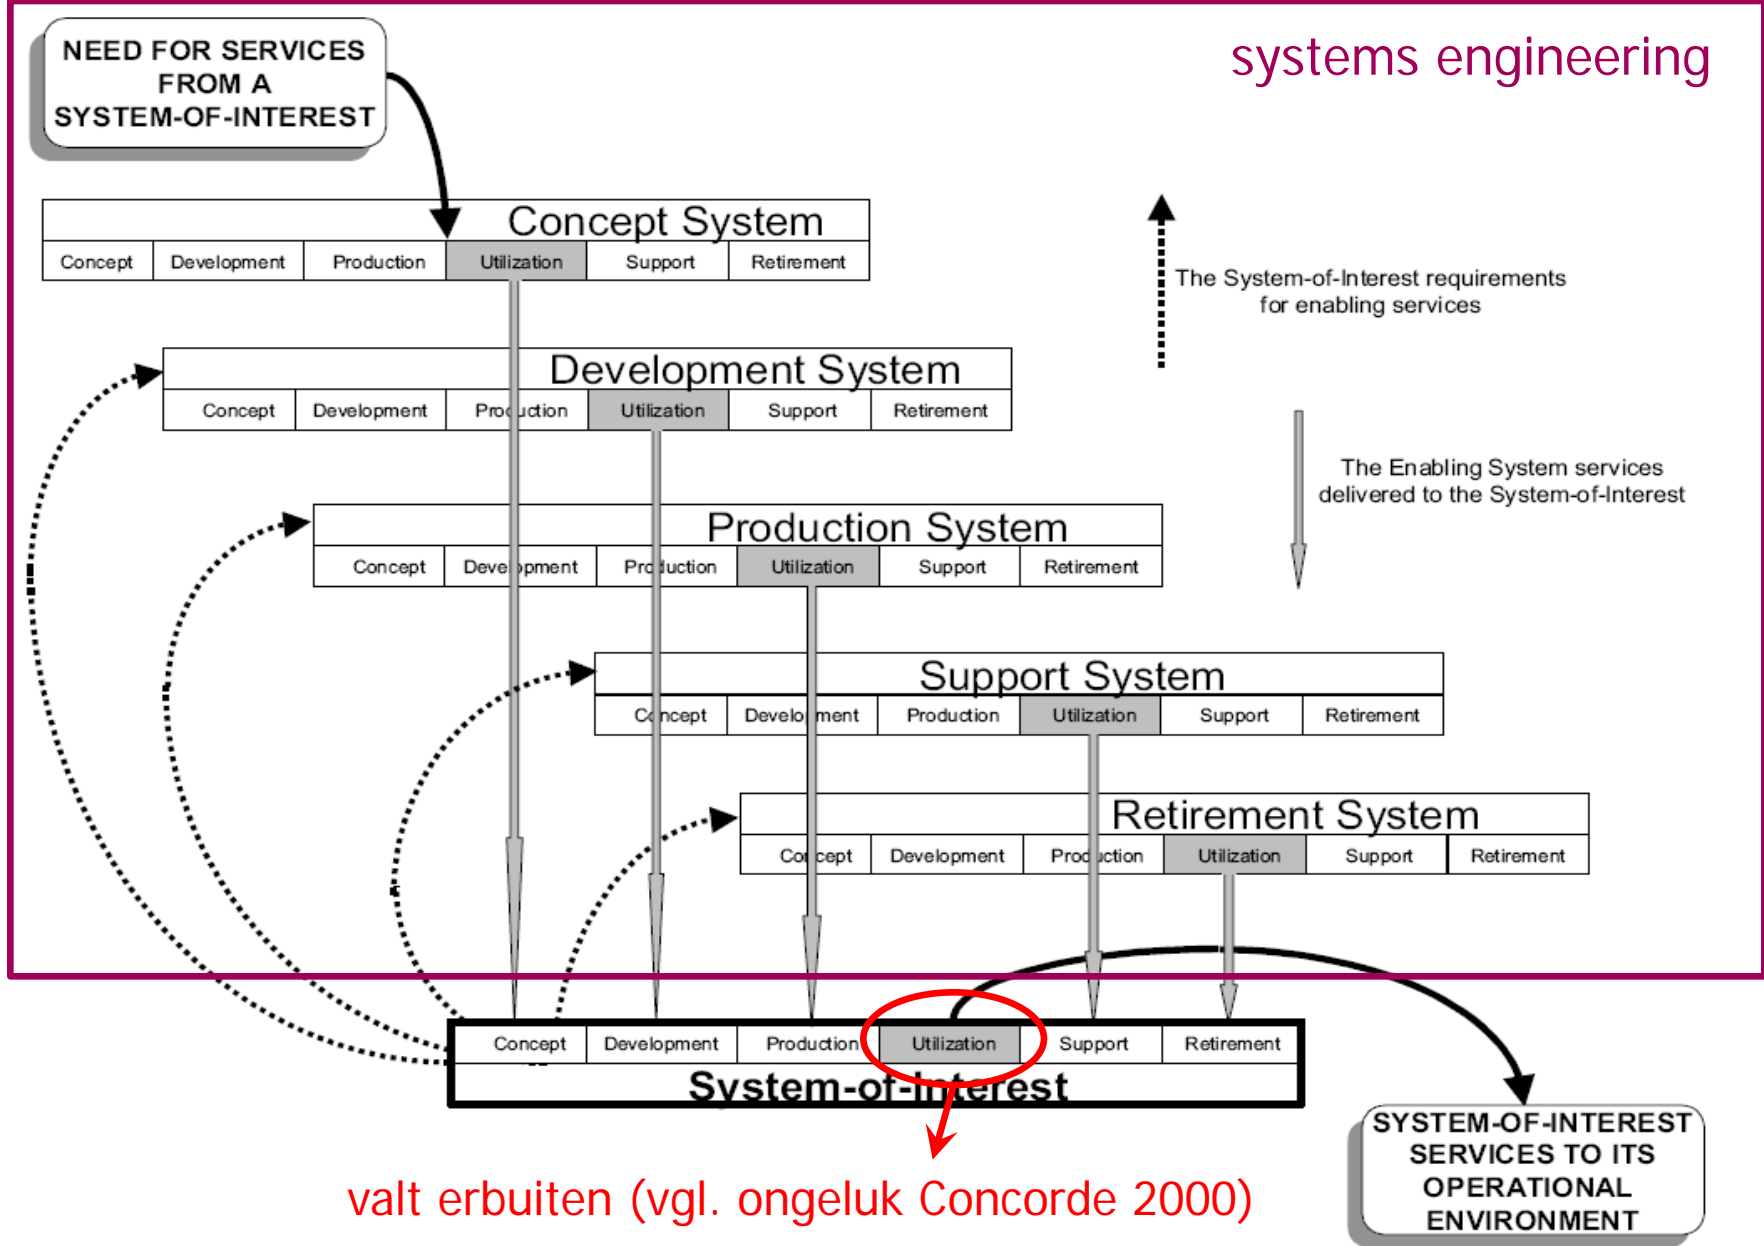 NEED FOR SERVICES
FROM A
SYSTEM-OF-INTEREST
systems engineering
Concept System
Concept Development Production Utilization Support Retirement
The System-of-Interest requirements
for enabling services
Development System
Concept Development Production Utilization Support Retirement
The Enabling System services
delivered to the System-of-Interest
Production System
Concept Development Production Utilization Support Retirement
Support System
Concept Development Production Utilization Support Retirement
Retirement System
Concept Development Production Utilization Support Retirement
Concept Development Production Utilization Support Retirement
System-of-Interest
valt erbuiten (vgl. ongeluk Concorde 2000)
SYSTEM-OF-INTEREST
SERVICES TO ITS
OPERATIONAL
ENVIRONMENT